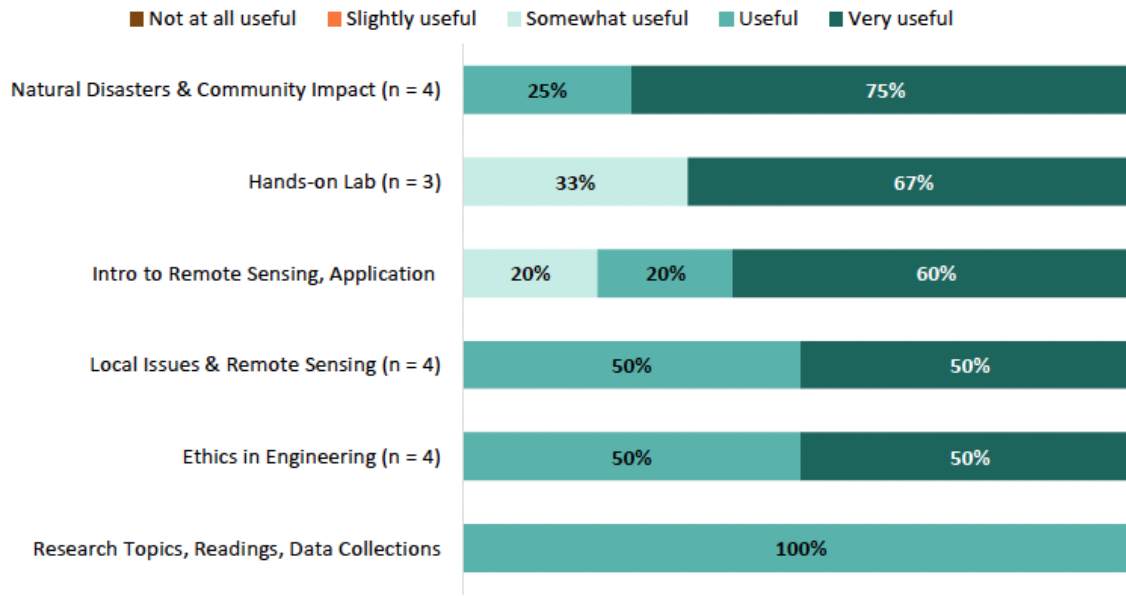 Not at all useful Slightly useful Somewhat useful Useful Very useful
Natural Disasters & Community Impact (n = 4) 25% 75%
Hands-on Lab (n = 3) 33% 67%
Intro to Remote Sensing, Application 20% 20% 60%
Local Issues & Remote Sensing (n = 4) 50% 50%
Ethics in Engineering (n = 4) 50% 50%
Research Topics, Readings, Data Collections 100%